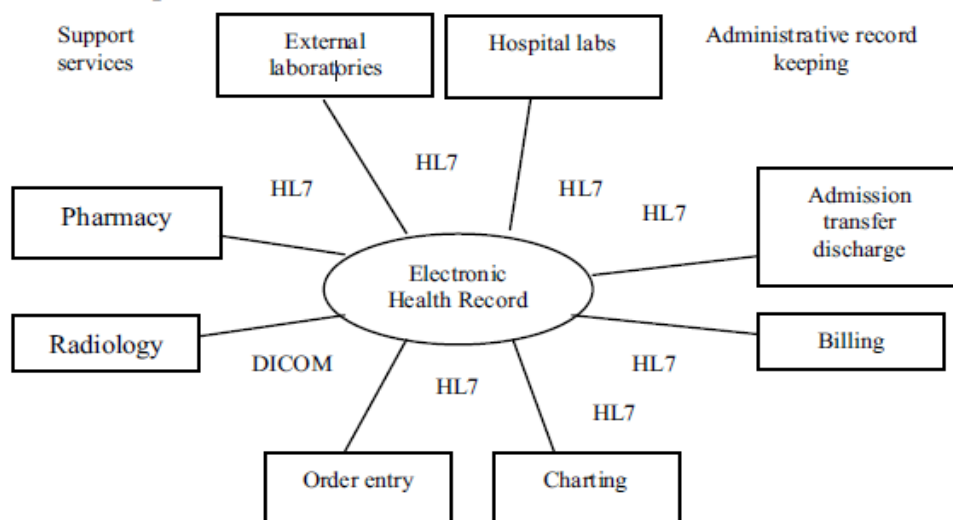 Support
services
External
laboratories
Hospital labs
Administrative record
keeping
HL7
HL7
HL7
HL7
Pharmacy
Admission
transfer
discharge
Electronic
Health Record
Radiology
Billing
DICOM
HL7
HL7
HL7
Order entry
Charting